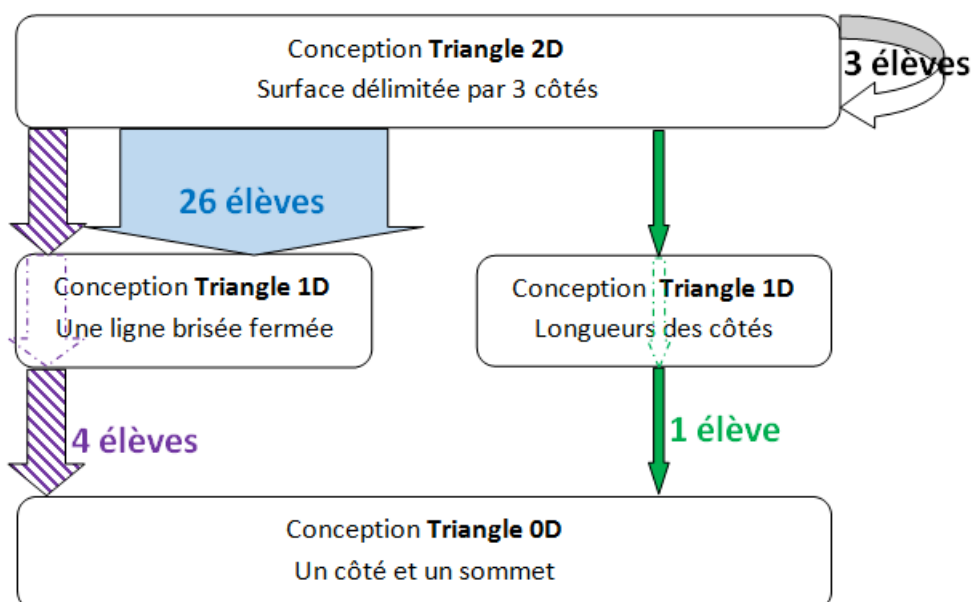 Conception Triangle 2D
Surface délimitée par 3 côtés
3 élèves
26 élèves
Conception Triangle 1D
Une ligne brisée fermée
Conception Triangle 1D
Longueurs des côtés
4 élèves
1 élève
Conception Triangle 0D
Un côté et un sommet